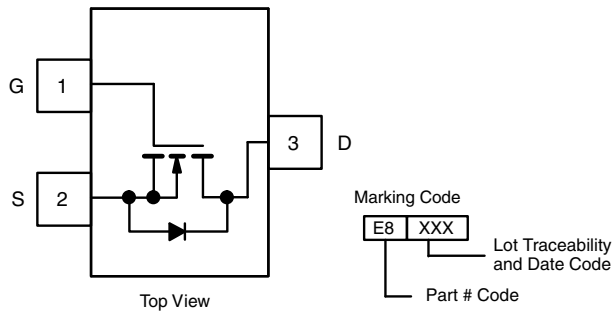 G 1
3 D
S 2
Top View
Marking Code
E8 XXX
Lot Traceability
and Date Code
Part # Code